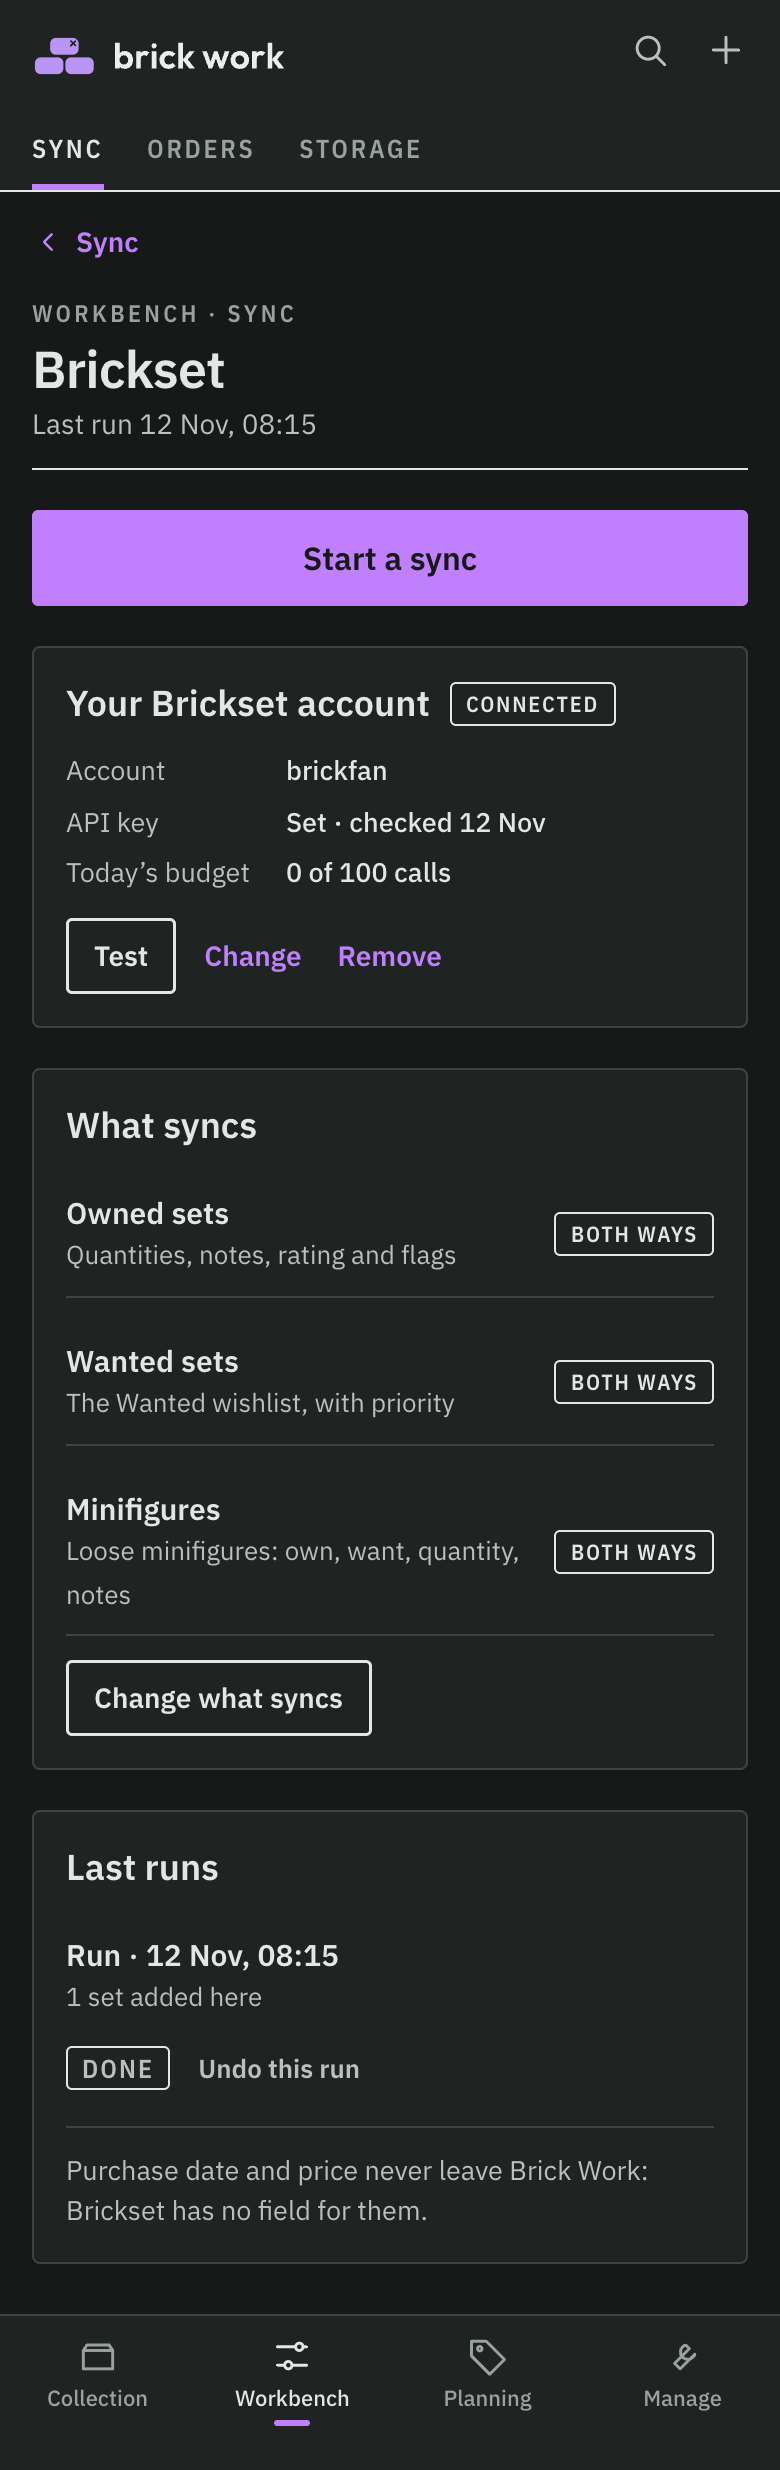 brick work
SYNC ORDERS STORAGE
Sync
WORKBENCH · SYNC
Brickset
Last run 12 Nov, 08:15
Start a sync
Your Brickset account CONNECTED
Account brickfan
API key Set · checked 12 Nov
Today’s budget 0 of 100 calls
Test Change Remove
What syncs
Owned sets
Quantities, notes, rating and flags
BOTH WAYS
Wanted sets
The Wanted wishlist, with priority
BOTH WAYS
Minifigures
Loose minifigures: own, want, quantity,
notes
BOTH WAYS
Change what syncs
Last runs
Run · 12 Nov, 08:15
1 set added here
DONE Undo this run
Purchase date and price never leave Brick Work:
Brickset has no field for them.
Collection Workbench Planning Manage